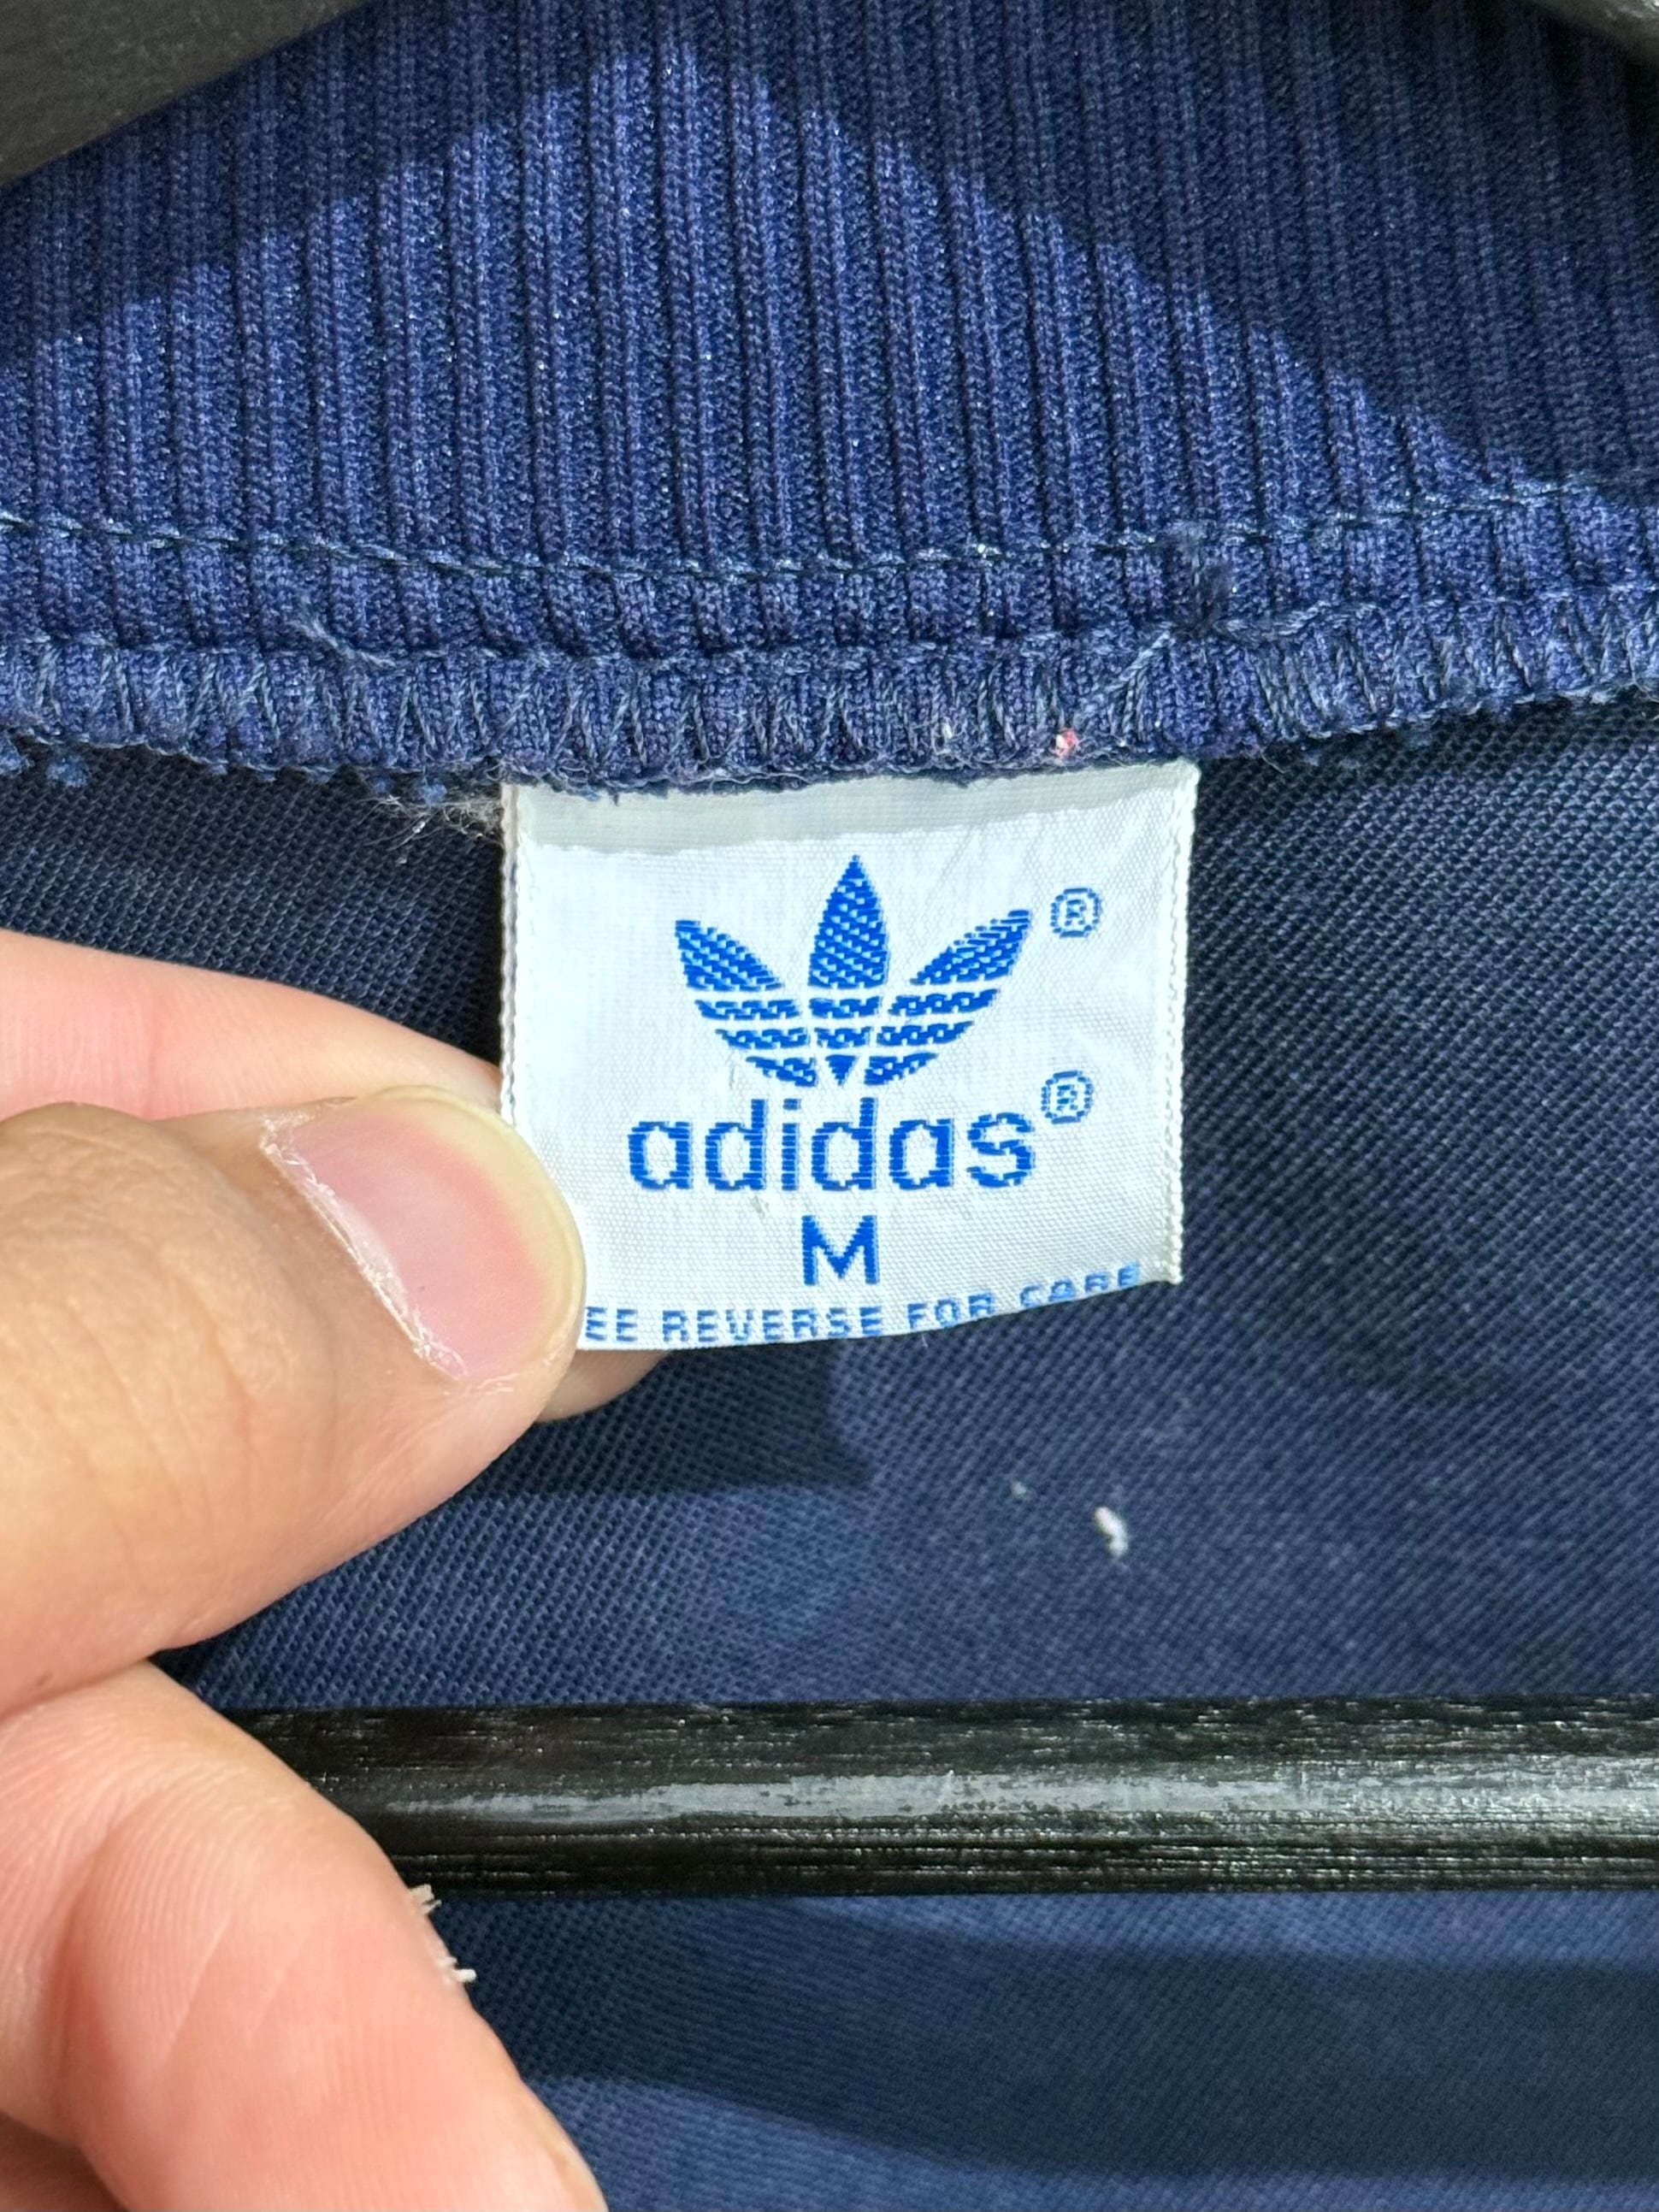 ®
adidas®
M
EE REVERSE FOR CARE